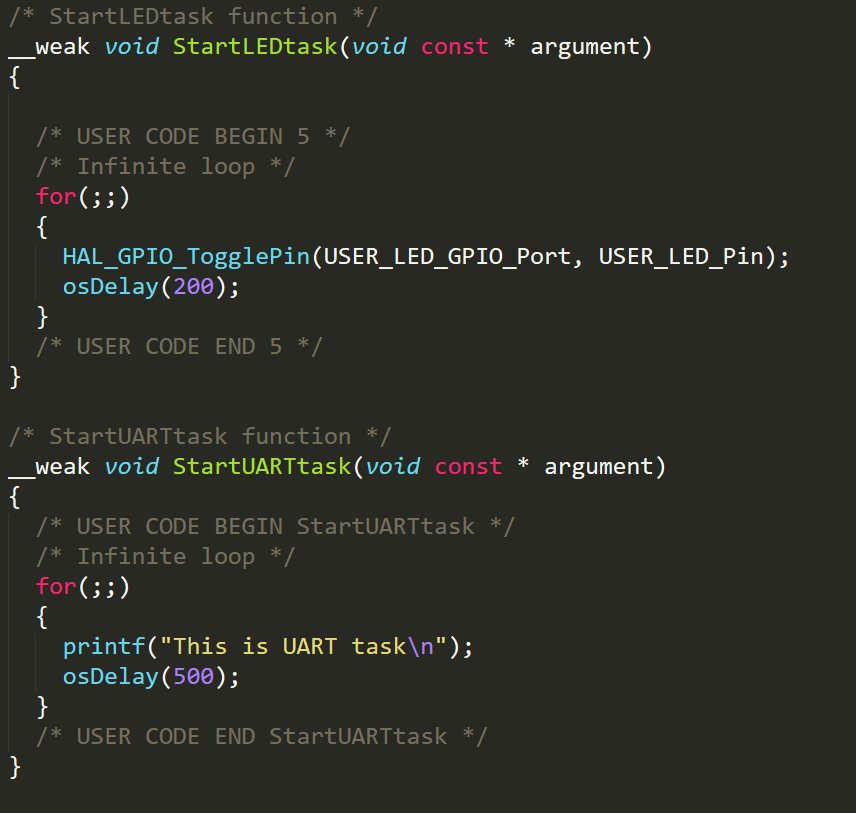 /* StartLEDtask function */
__weak void StartLEDtask(void const * argument)
{

  /* USER CODE BEGIN 5 */
  /* Infinite loop */
  for(;;)
  {
    HAL_GPIO_TogglePin(USER_LED_GPIO_Port, USER_LED_Pin);
    osDelay(200);
  }
  /* USER CODE END 5 */
}

/* StartUARTtask function */
__weak void StartUARTtask(void const * argument)
{
  /* USER CODE BEGIN StartUARTtask */
  /* Infinite loop */
  for(;;)
  {
    printf("This is UART task\n");
    osDelay(500);
  }
  /* USER CODE END StartUARTtask */
}